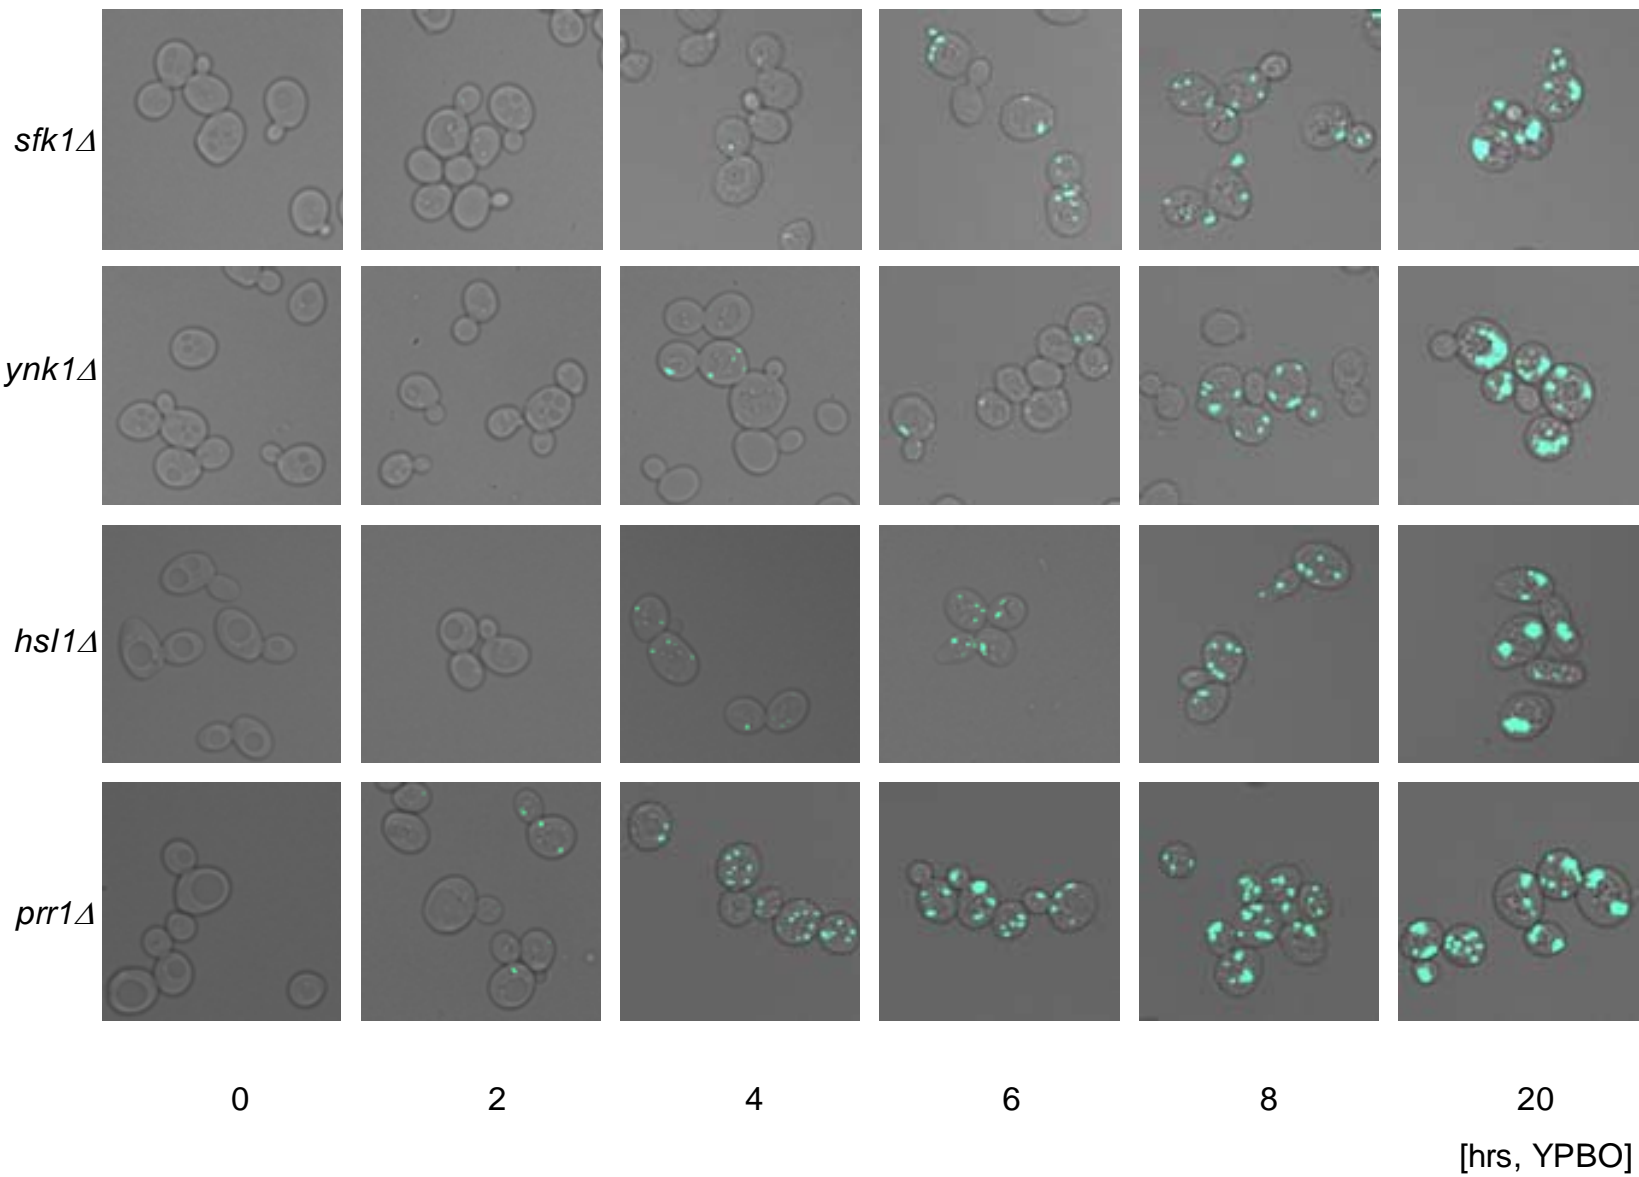 sfk1Δ
ynk1Δ
hsl1Δ
prr1Δ
0 2 4 6 8 20
[hrs, YPBO]